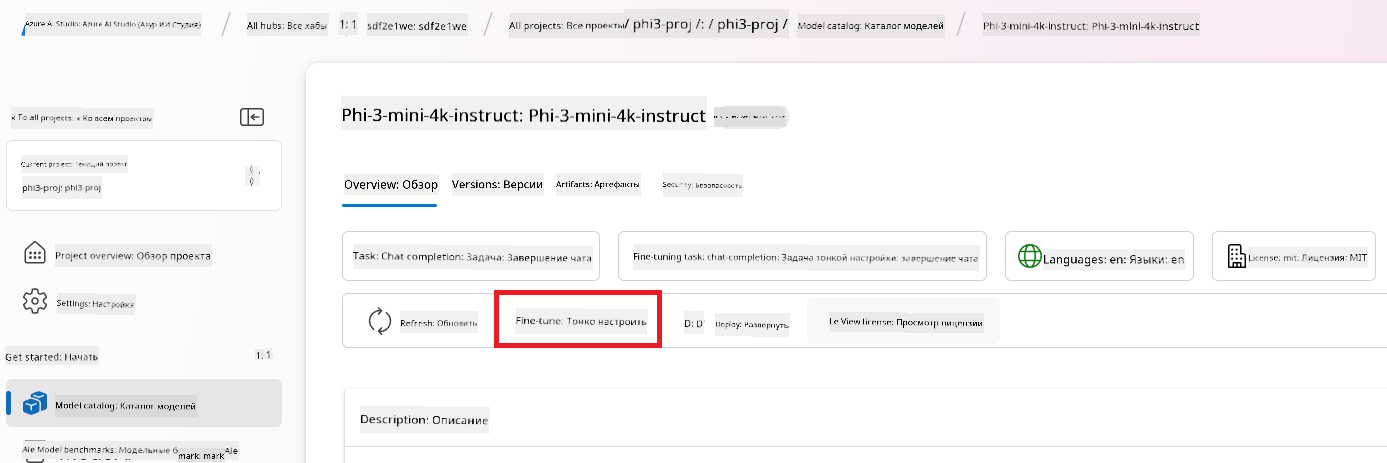 Azure AI Studio: Azure AI Studio (Азур ИИ Студия) / All hubs: Все хабы 1: 1 sdf2e1we: sdf2e1we / All projects: Все проекты/ phi3-proj /: / phi3-proj / Model catalog: Каталог моделей / Phi-3-mini-4k-instruct: Phi-3-mini-4k-instruct
« To all projects: « Ко всем проектам
Current project: Текущий проект
phi3-proj: phi3-proj
Project overview: Обзор проекта
Settings: Настройки
Get started: Начать 1: 1
Model catalog: Каталог моделей
Aie Model benchmarks: Модельные б mark: mark Aie
Phi-3-mini-4k-instruct: Phi-3-mini-4k-instruct
Overview: Обзор Versions: Версии Artifacts: Артефакты Security: Безопасность
Task: Chat completion: Задача: Завершение чата
Fine-tuning task: chat-completion: Задача тонкой настройки: завершение чата
Languages: en: Языки: en
License: mit: Лицензия: MIT
Refresh: Обновить Fine-tune: Тонко настроить D: D Deploy: Развернуть Le View license: Просмотр лицензии
Description: Описание